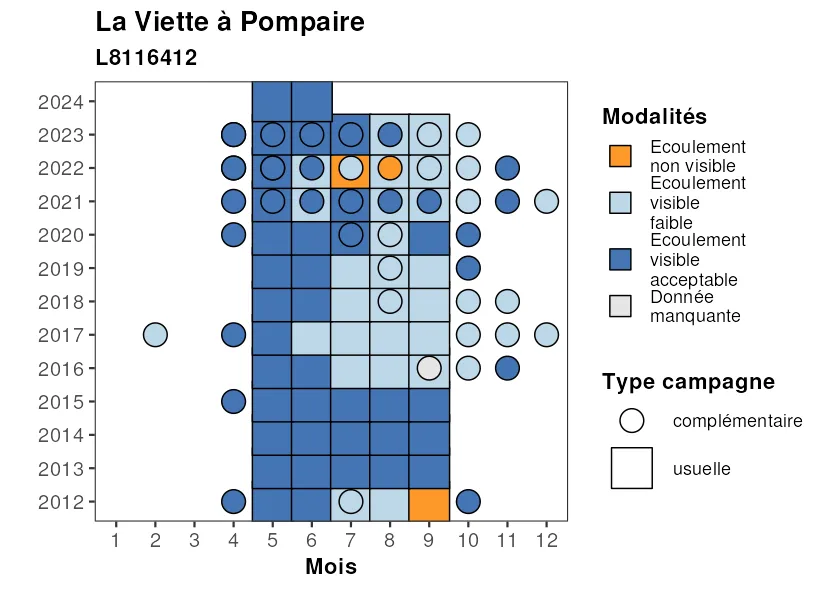 La Viette à Pompaire
L8116412
2024
2023
2022
2021
2020
2019
2018
2017
2016
2015
2014
2013
2012
1 2 3 4 5 6 7 8 9 10 11 12
Mois
Modalités
Ecoulement
non visible
Ecoulement
visible
faible
Ecoulement
visible
acceptable
Donnée
manquante
Type campagne
complémentaire
usuelle